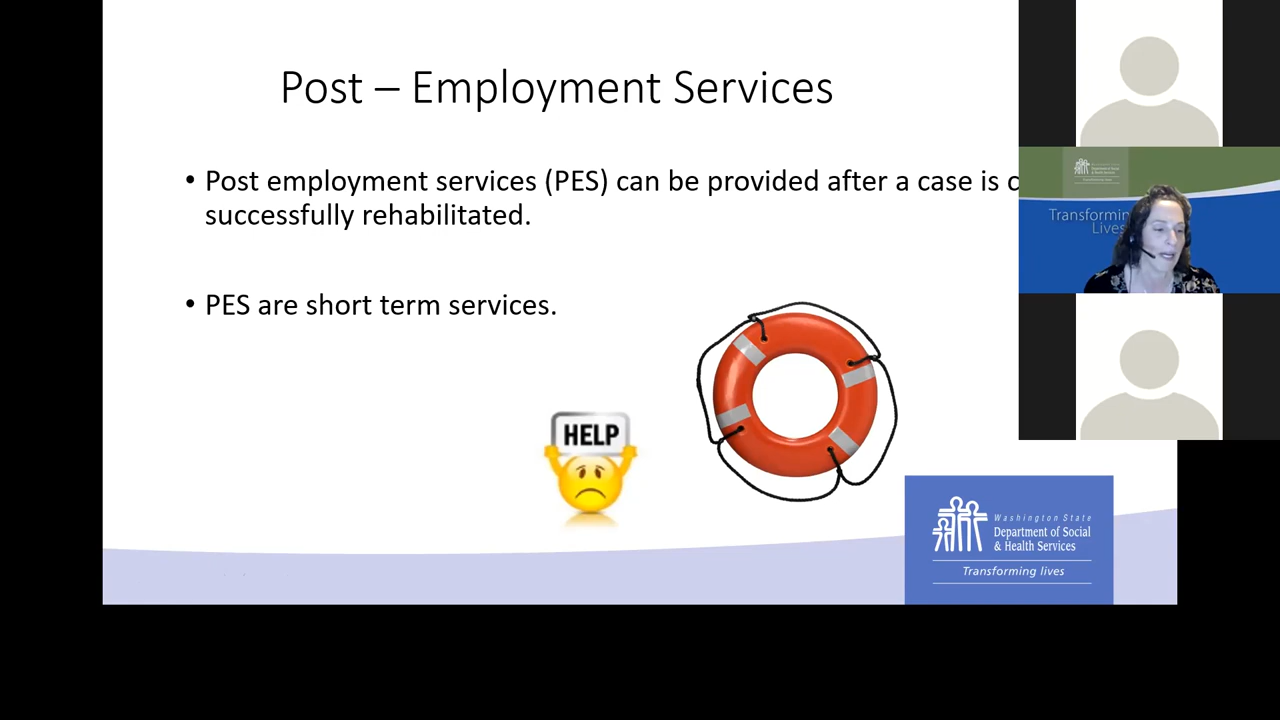 Post – Employment Services
• Post employment services (PES) can be provided after a case is c
successfully rehabilitated.
• PES are short term services.
HELP
Transforming
Lives
Washington State
Department of Social
& Health Services
Transforming lives